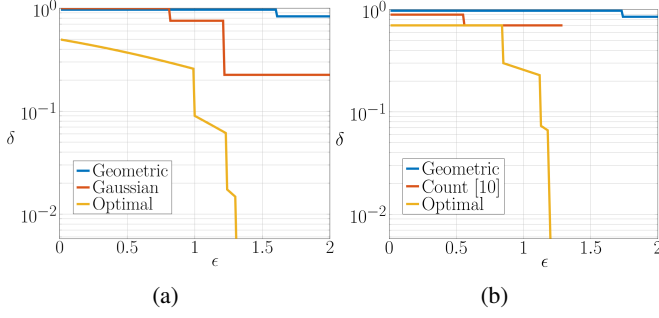 10^0
10^-1
10^-2
δ
Geometric
Gaussian
Optimal
0 0.5 1 1.5 2
ϵ
(a)
10^0
10^-1
10^-2
δ
Geometric
Count [10]
Optimal
0 0.5 1 1.5 2
ϵ
(b)